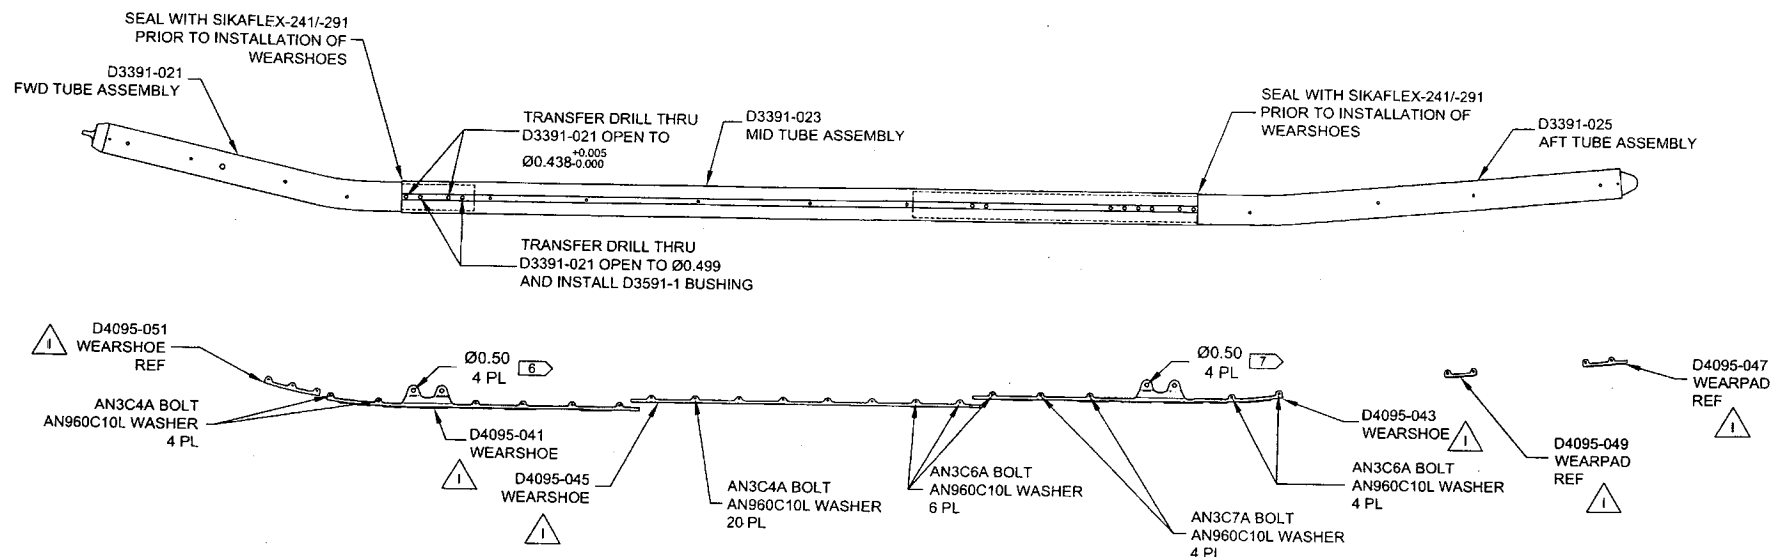 SEAL WITH SIKAFLEX-241/-291
PRIOR TO INSTALLATION OF
WEARSHOES
D3391-021
FWD TUBE ASSEMBLY
TRANSFER DRILL THRU
D3391-021 OPEN TO
Ø0.438 +0.005 -0.000
D3391-023
MID TUBE ASSEMBLY
SEAL WITH SIKAFLEX-241/-291
PRIOR TO INSTALLATION OF
WEARSHOES
D3391-025
AFT TUBE ASSEMBLY
TRANSFER DRILL THRU
D3391-021 OPEN TO Ø0.499
AND INSTALL D3591-1 BUSHING
D4095-051
WEARSHOE
REF
I
Ø0.50
4 PL
6
Ø0.50
4 PL
7
D4095-047
WEARPAD
REF
I
AN3C4A BOLT
AN960C10L WASHER
4 PL
D4095-041
WEARSHOE
I
D4095-045
WEARSHOE
I
AN3C4A BOLT
AN960C10L WASHER
20 PL
AN3C6A BOLT
AN960C10L WASHER
6 PL
AN3C7A BOLT
AN960C10L WASHER
4 PL
D4095-043
WEARSHOE
I
AN3C6A BOLT
AN960C10L WASHER
4 PL
D4095-049
WEARPAD
REF
I